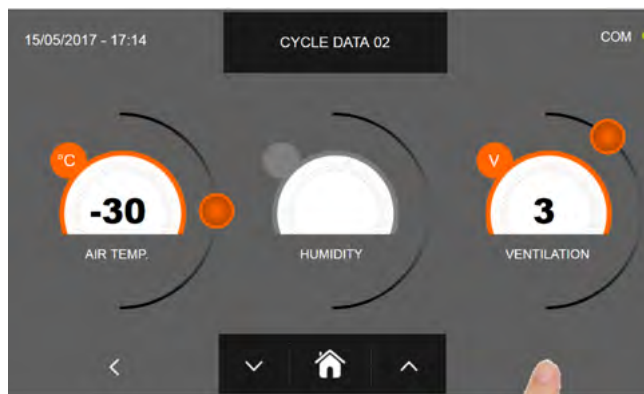 15/05/2017 - 17:14
CYCLE DATA 02
COM
°C
V
-30
3
AIR TEMP.
HUMIDITY
VENTILATION